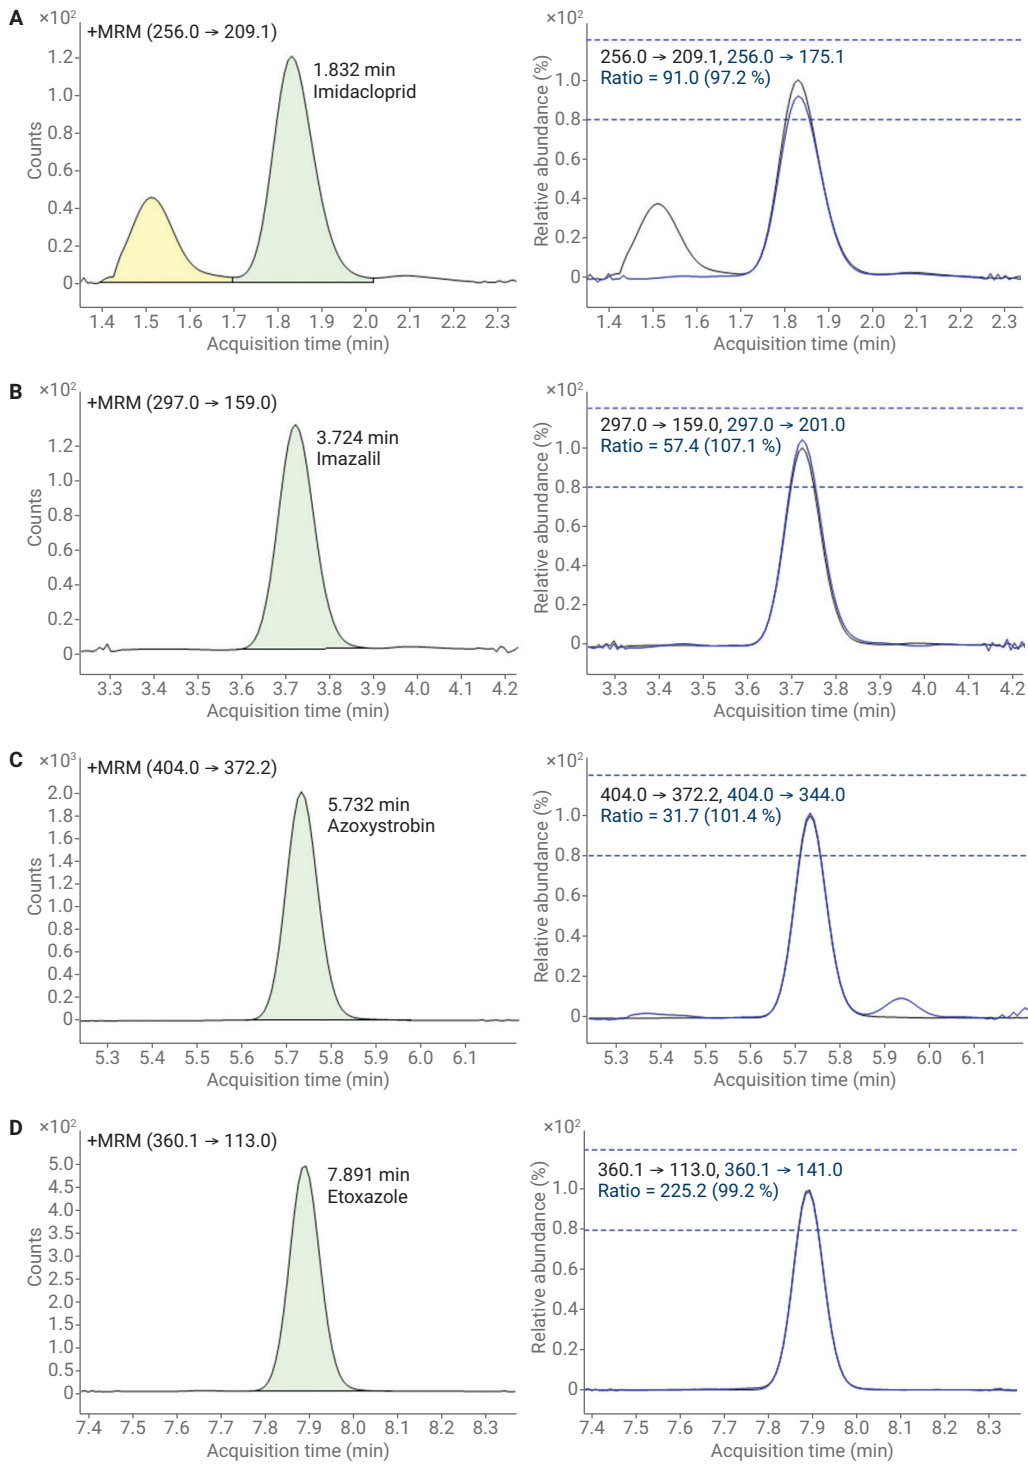 A
×10²
+MRM (256.0 → 209.1)
1.832 min
Imidacloprid
Counts
1.2
1.0
0.8
0.6
0.4
0.2
0
1.4 1.5 1.6 1.7 1.8 1.9 2.0 2.1 2.2 2.3
Acquisition time (min)
×10²
256.0 → 209.1, 256.0 → 175.1
Ratio = 91.0 (97.2 %)
Relative abundance (%)
1.0
0.8
0.6
0.4
0.2
0
1.4 1.5 1.6 1.7 1.8 1.9 2.0 2.1 2.2 2.3
Acquisition time (min)
B
×10²
+MRM (297.0 → 159.0)
3.724 min
Imazalil
Counts
1.2
1.0
0.8
0.6
0.4
0.2
0
3.3 3.4 3.5 3.6 3.7 3.8 3.9 4.0 4.1 4.2
Acquisition time (min)
×10²
297.0 → 159.0, 297.0 → 201.0
Ratio = 57.4 (107.1 %)
Relative abundance (%)
1.0
0.8
0.6
0.4
0.2
0
3.3 3.4 3.5 3.6 3.7 3.8 3.9 4.0 4.1 4.2
Acquisition time (min)
C
×10³
+MRM (404.0 → 372.2)
5.732 min
Azoxystrobin
Counts
2.0
1.8
1.6
1.4
1.2
1.0
0.8
0.6
0.4
0.2
0
5.3 5.4 5.5 5.6 5.7 5.8 5.9 6.0 6.1
Acquisition time (min)
×10²
404.0 → 372.2, 404.0 → 344.0
Ratio = 31.7 (101.4 %)
Relative abundance (%)
1.0
0.8
0.6
0.4
0.2
0
5.3 5.4 5.5 5.6 5.7 5.8 5.9 6.0 6.1
Acquisition time (min)
D
×10²
+MRM (360.1 → 113.0)
7.891 min
Etoxazole
Counts
5.0
4.5
4.0
3.5
3.0
2.5
2.0
1.5
1.0
0.5
0
7.4 7.5 7.6 7.7 7.8 7.9 8.0 8.1 8.2 8.3
Acquisition time (min)
×10²
360.1 → 113.0, 360.1 → 141.0
Ratio = 225.2 (99.2 %)
Relative abundance (%)
1.0
0.8
0.6
0.4
0.2
0
7.4 7.5 7.6 7.7 7.8 7.9 8.0 8.1 8.2 8.3
Acquisition time (min)